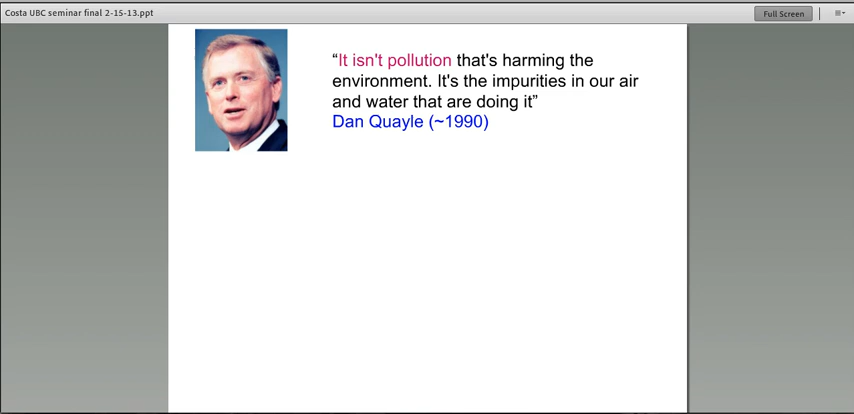 Costa UBC seminar final 2-15-13.ppt
Full Screen
“It isn't pollution that's harming the
environment. It's the impurities in our air
and water that are doing it”
Dan Quayle (~1990)